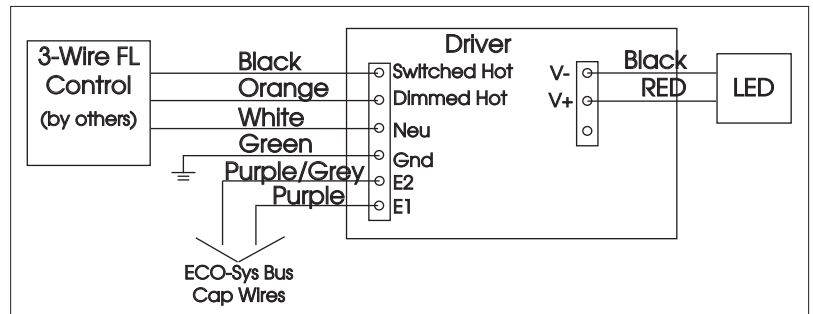 3-Wire FL
Control
(by others)
Black
Orange
White
Green
Purple/Grey
Purple
ECO-Sys Bus
Cap Wires
Driver
Switched Hot
Dimmed Hot
Neu
Gnd
E2
E1
V-
V+
Black
RED
LED